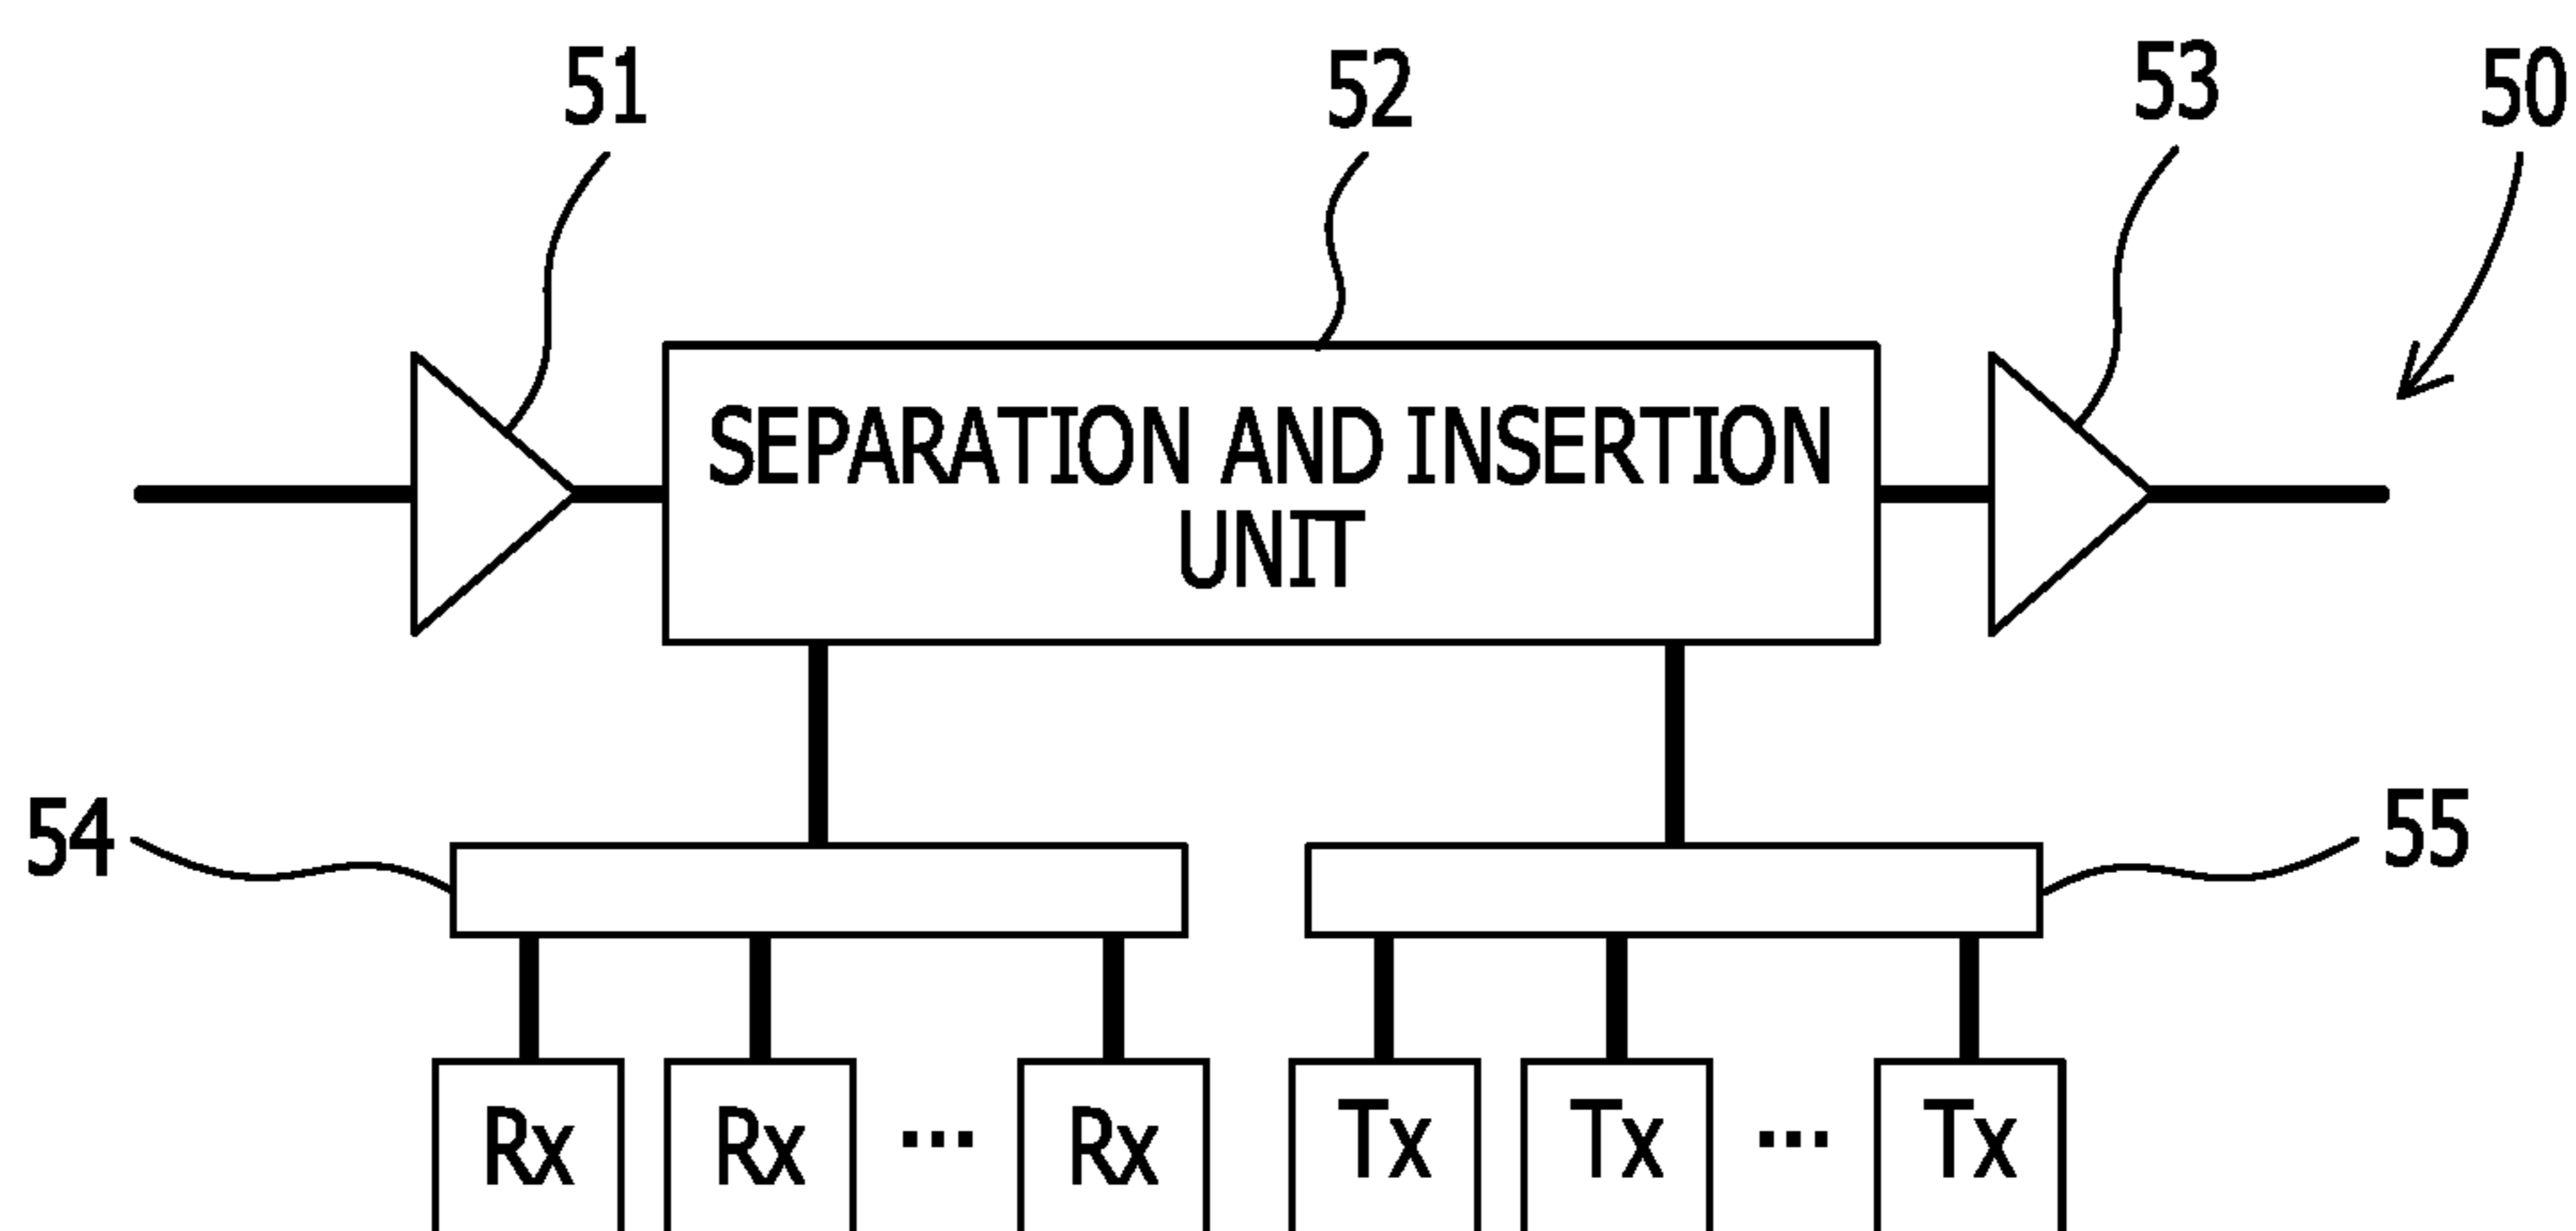 51
52
53
50
SEPARATION AND INSERTION
UNIT
54
55
Rx Rx ... Rx Tx Tx ... Tx